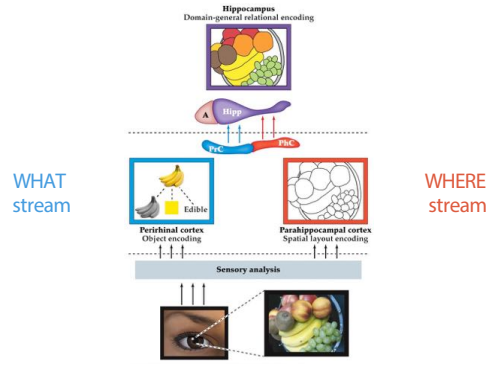 Hippocampus
Domain-general relational encoding
A
Hipp
PrC
PhC
WHAT
stream
Edible
WHERE
stream
Perirhinal cortex
Object encoding
Parahippocampal cortex
Spatial layout encoding
Sensory analysis